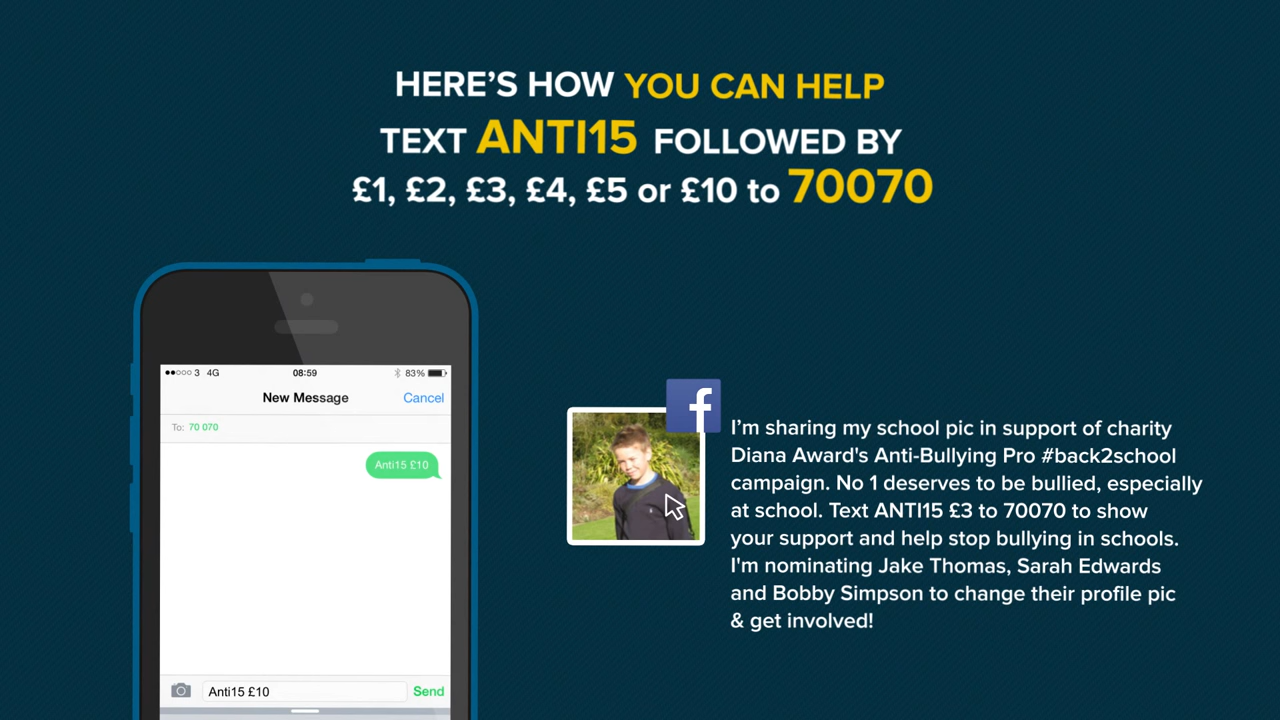 HERE'S HOW YOU CAN HELP
TEXT ANTI15 FOLLOWED BY
£1, £2, £3, £4, £5 or £10 to 70070
3 4G 08:59 83%
New Message Cancel
To: 70 070
Anti15 £10
Anti15 £10 Send
f
I'm sharing my school pic in support of charity
Diana Award's Anti-Bullying Pro #back2school
campaign. No 1 deserves to be bullied, especially
at school. Text ANTI15 £3 to 70070 to show
your support and help stop bullying in schools.
I'm nominating Jake Thomas, Sarah Edwards
and Bobby Simpson to change their profile pic
& get involved!